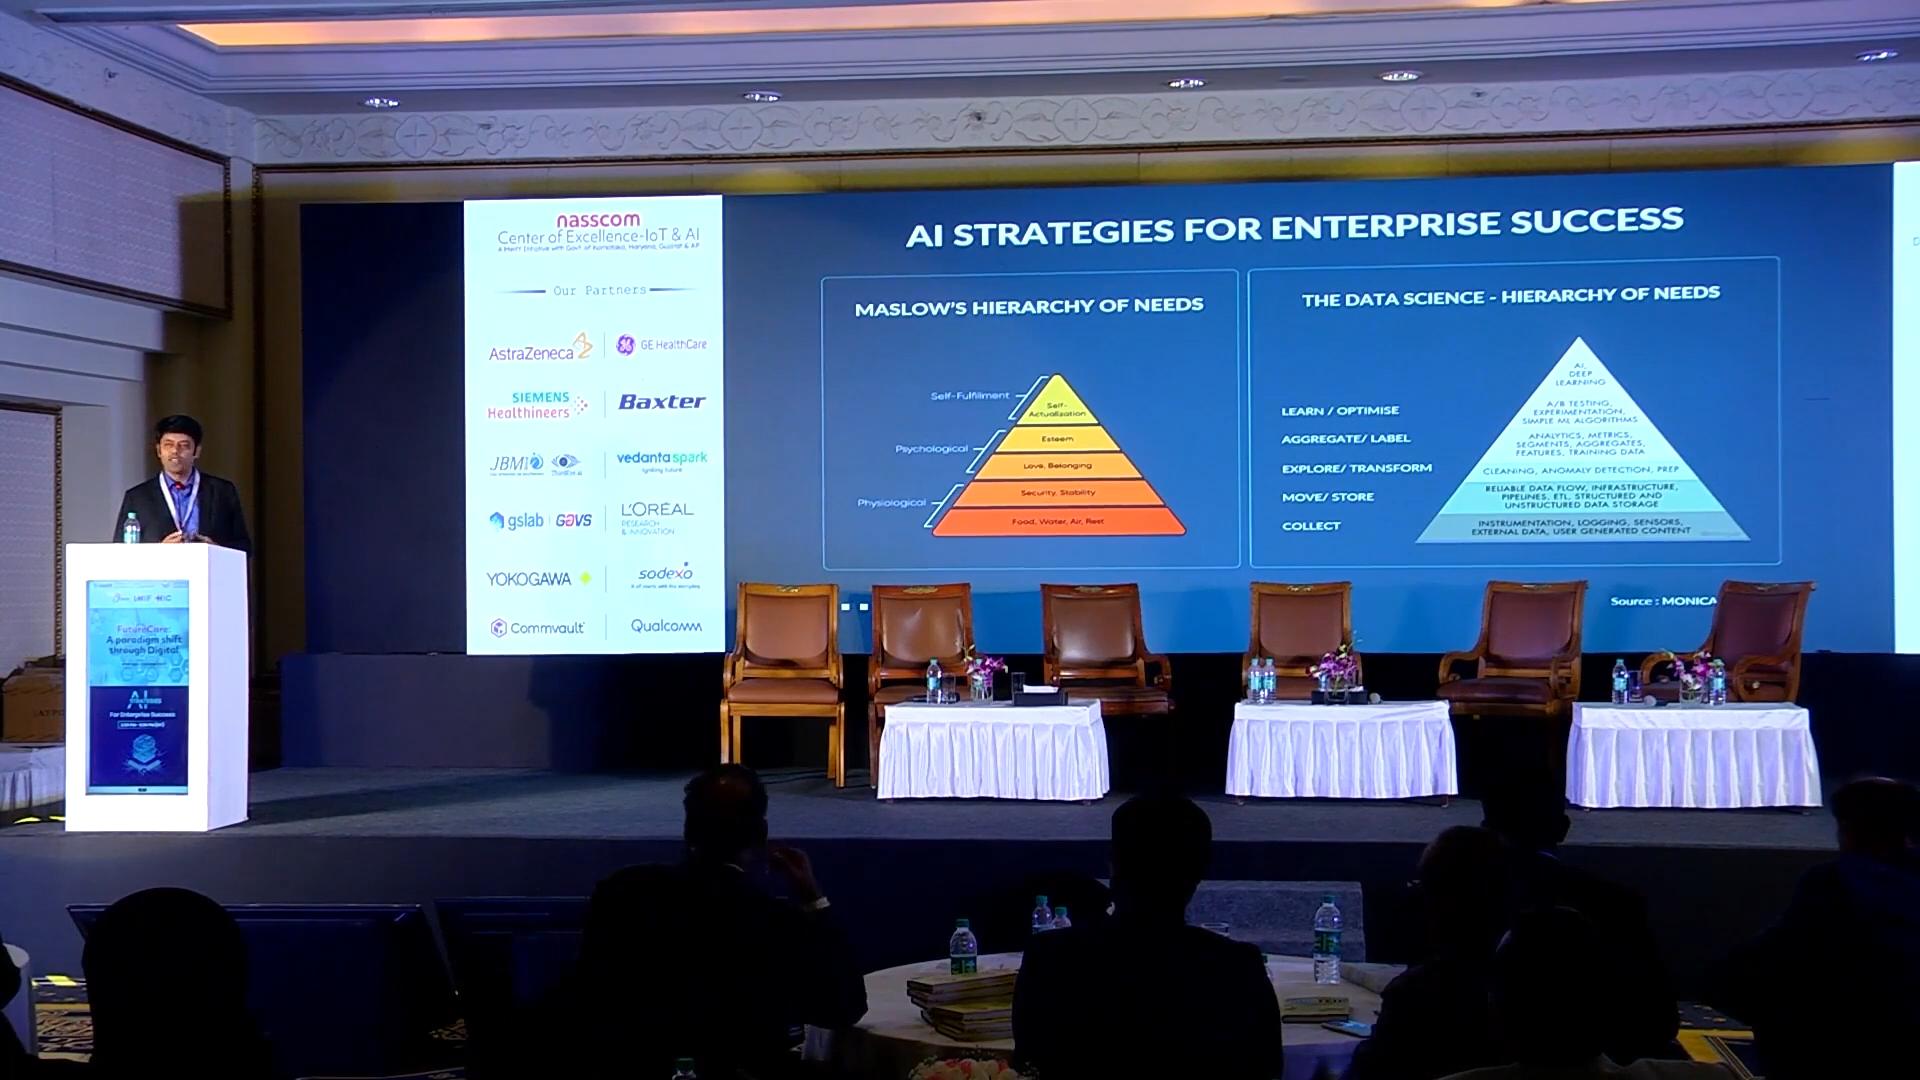 nasscom
Center of Excellence-IoT & AI
Our Partners
AstraZeneca
GE HealthCare
SIEMENS
Healthineers
Baxter
JBMI
vedanta spark
igniting future
gslab
GAVS
L'ORÉAL
RESEARCH
& INNOVATION
YOKOGAWA
sodexo
Commvault
Qualcomm
AI STRATEGIES FOR ENTERPRISE SUCCESS
MASLOW'S HIERARCHY OF NEEDS
Self-Fulfillment
Psychological
Physiological
Self-
Actualization
Esteem
Love, Belonging
Security, Stability
Food, Water, Air, Rest
THE DATA SCIENCE - HIERARCHY OF NEEDS
LEARN / OPTIMISE
AGGREGATE/ LABEL
EXPLORE/ TRANSFORM
MOVE/ STORE
COLLECT
AI,
DEEP
LEARNING
A/B TESTING,
EXPERIMENTATION,
SIMPLE ML ALGORITHMS
ANALYTICS, METRICS,
SEGMENTS, AGGREGATES,
FEATURES, TRAINING DATA
CLEANING, ANOMALY DETECTION, PREP
RELIABLE DATA FLOW, INFRASTRUCTURE,
PIPELINES, ETL, STRUCTURED AND
UNSTRUCTURED DATA STORAGE
INSTRUMENTATION, LOGGING, SENSORS,
EXTERNAL DATA, USER GENERATED CONTENT
Source : MONICA
FutureCare:
A paradigm shift
through Digital
AI
STRATEGIES
For Enterprise Success